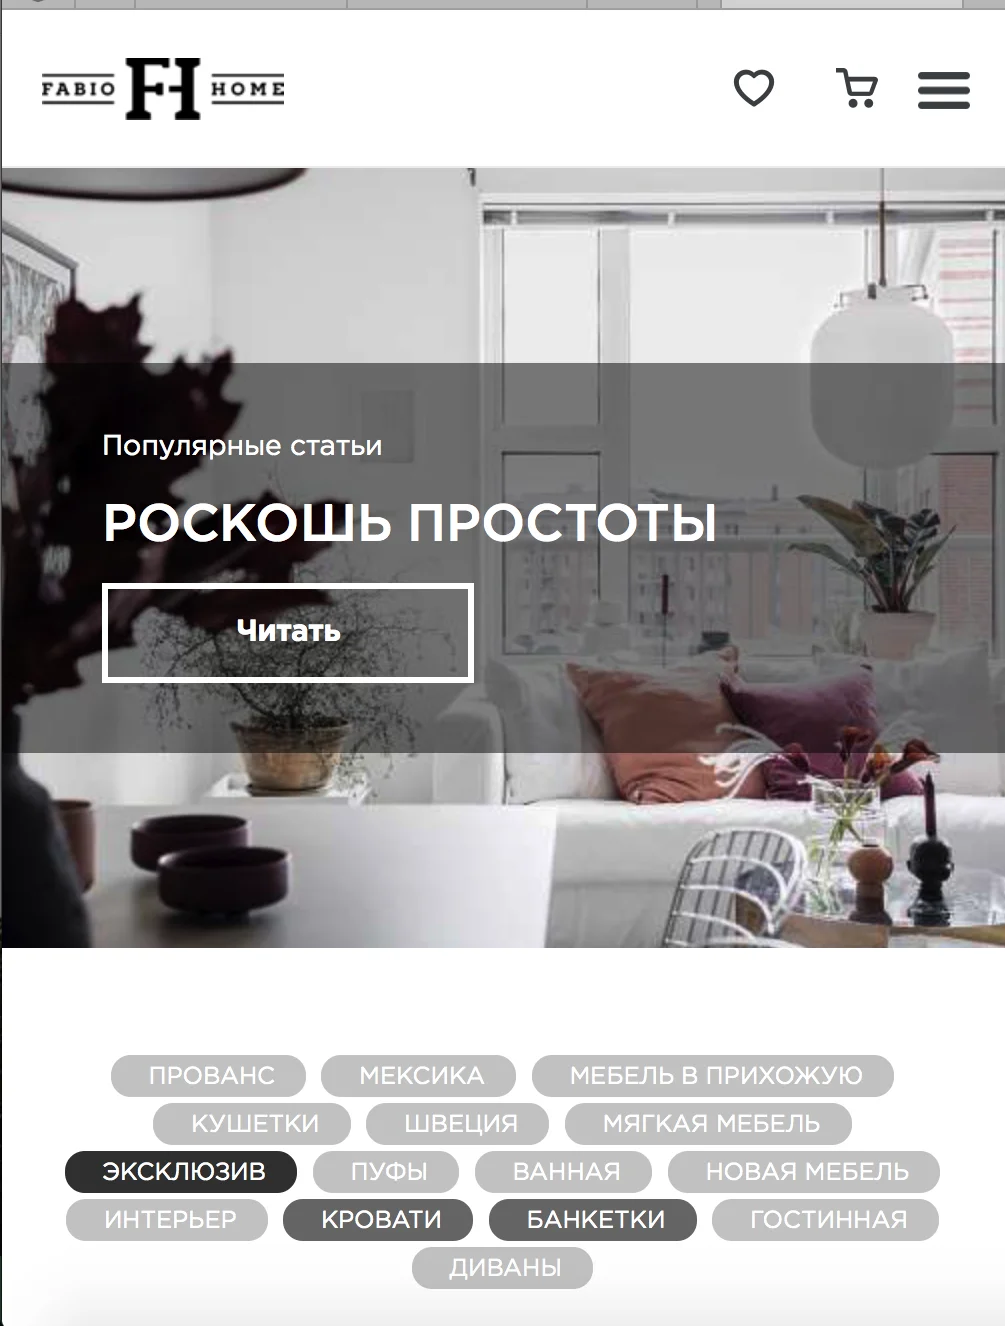 FABIO FH HOME
Популярные статьи
РОСКОШЬ ПРОСТОТЫ
Читать
ПРОВАНС МЕКСИКА МЕБЕЛЬ В ПРИХОЖУЮ
КУШЕТКИ ШВЕЦИЯ МЯГКАЯ МЕБЕЛЬ
ЭКСКЛЮЗИВ ПУФЫ ВАННАЯ НОВАЯ МЕБЕЛЬ
ИНТЕРЬЕР КРОВАТИ БАНКЕТКИ ГОСТИННАЯ
ДИВАНЫ